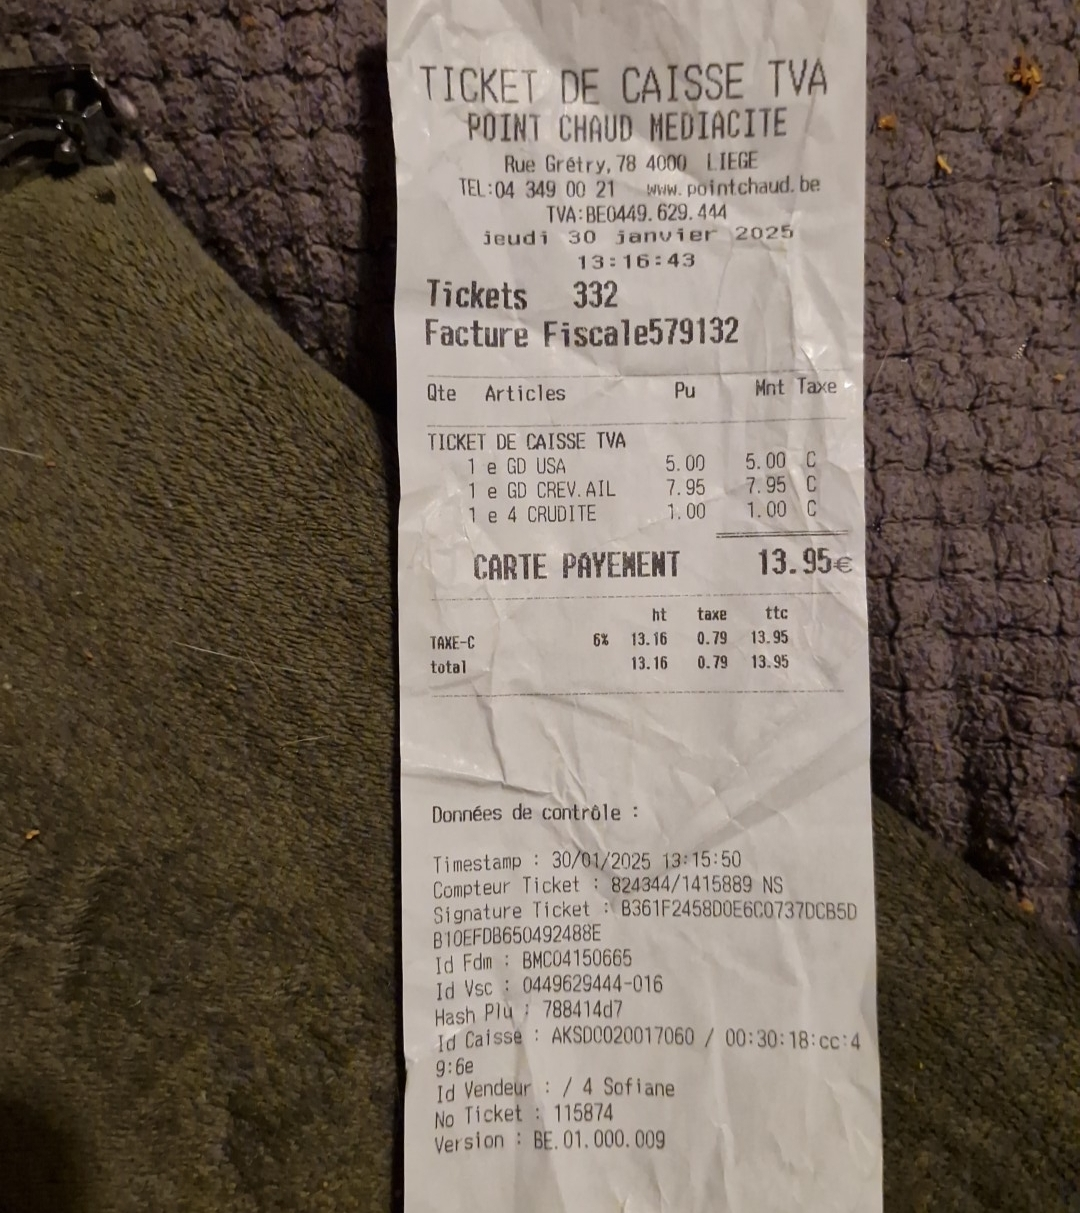 TICKET DE CAISSE TVA
POINT CHAUD MEDIACITE
Rue Grétry, 78 4000 LIEGE
TEL:04 349 00 21 www.pointchaud.be
TVA:BE0449.629.444
jeudi 30 janvier 2025
13:16:43
Tickets 332
Facture Fiscale579132
Qte Articles Pu Mnt Taxe
TICKET DE CAISSE TVA
1 e GD USA 5.00 5.00 C
1 e GD CREV.AIL 7.95 7.95 C
1 e 4 CRUDITE 1.00 1.00 C
CARTE PAYEMENT 13.95€
ht taxe ttc
TAXE-C 6% 13.16 0.79 13.95
total 13.16 0.79 13.95
Données de contrôle :
Timestamp : 30/01/2025 13:15:50
Compteur Ticket : 824344/1415889 NS
Signature Ticket : B361F2458D0E6C0737DCB5D
B10EFDB650492488E
Id Fdm : BMC04150665
Id Vsc : 0449629444-016
Hash Plu : 788414d7
Id Caisse : AKSDC020017060 / 00:30:18:cc:4
9:6e
Id Vendeur : / 4 Sofiane
No Ticket : 115874
Version : BE.01.000.009